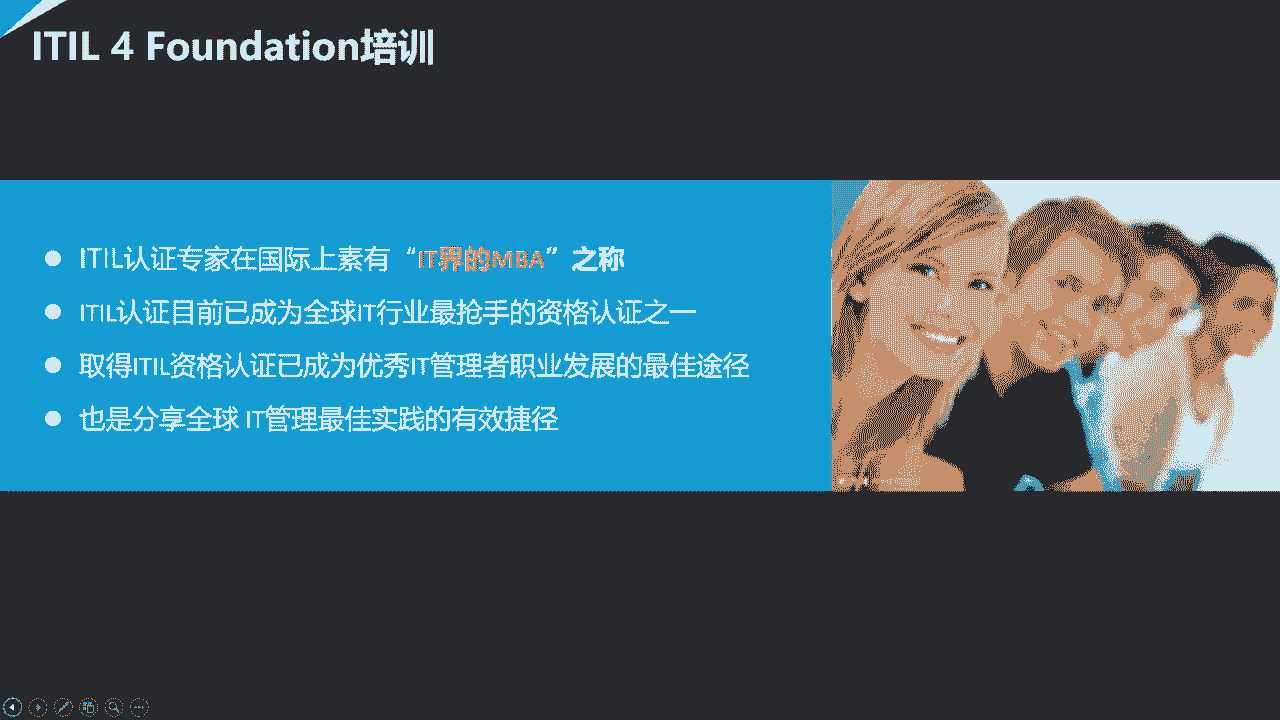 ITIL 4 Foundation培训
ITIL认证专家在国际上素有“IT界的MBA”之称
ITIL认证目前已成为全球IT行业最抢手的资格认证之一
取得ITIL资格认证已成为优秀IT管理者职业发展的最佳途径
也是分享全球 IT管理最佳实践的有效捷径